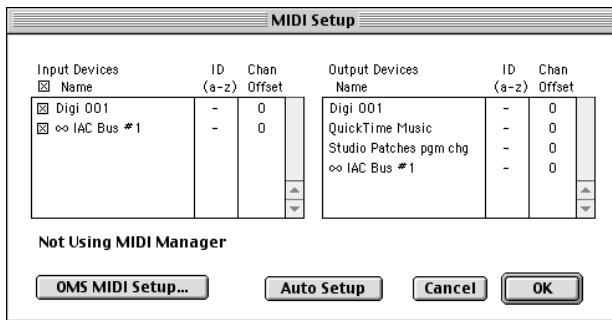 MIDI Setup
Input Devices ID Chan
☒ Name (a-z) Offset
☒ Digi 001 - 0
☒ ∞ IAC Bus #1 - 0
Output Devices ID Chan
Name (a-z) Offset
Digi 001 - 0
QuickTime Music - 0
Studio Patches pgm chg - 0
∞ IAC Bus #1 - 0
Not Using MIDI Manager
OMS MIDI Setup... Auto Setup Cancel OK